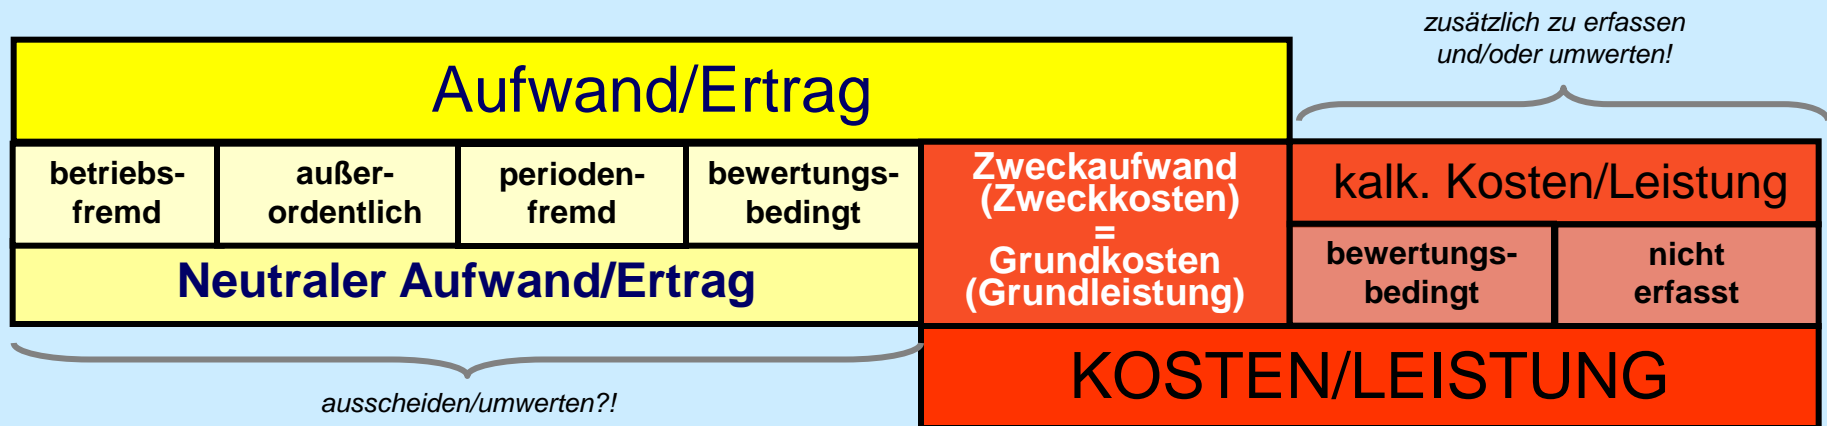 zusätzlich zu erfassen
und/oder umwerten!
Aufwand/Ertrag
betriebs-
fremd
außer-
ordentlich
perioden-
fremd
bewertungs-
bedingt
Neutraler Aufwand/Ertrag
Zweckaufwand
(Zweckkosten)
=
Grundkosten
(Grundleistung)
kalk. Kosten/Leistung
bewertungs-
bedingt
nicht
erfasst
KOSTEN/LEISTUNG
ausscheiden/umwerten?!